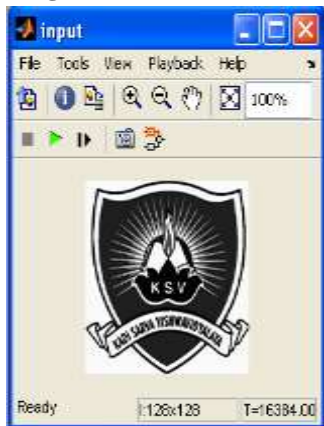 input
File Tools View Playback Help
100%
KSV
KADI SARVA VISHWAVIDYALAYA
Ready I:128x128 T=16384.00